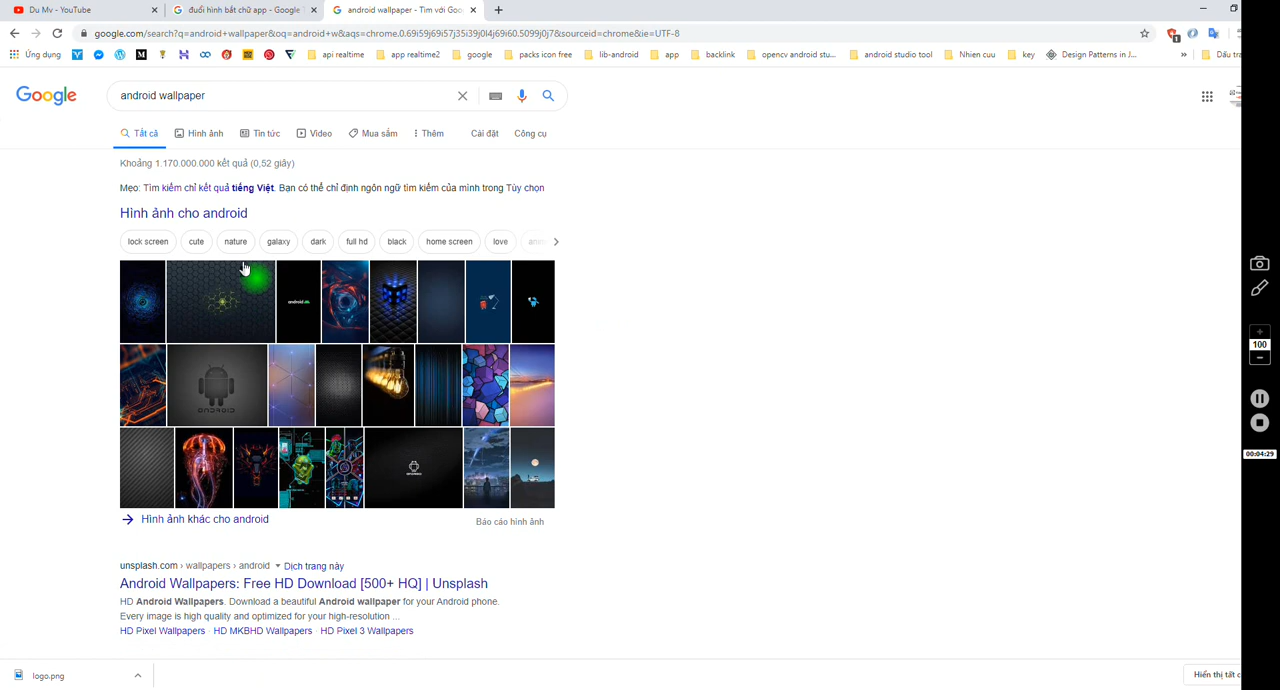 Du Mv - YouTube
đuổi hình bắt chữ app - Google
android wallpaper - Tìm với Goo
google.com/search?q=android+wallpaper&oq=android+w&aqs=chrome.0.69i59j69i57j35i39j0l4j69i60.5099j0j7&sourceid=chrome&ie=UTF-8
Ứng dụng
api realtime
app realtime2
google
packs icon free
lib-android
app
backlink
opencv android stu...
android studio tool
Nhien cuu
key
Design Patterns in J...
»
Dấu tra
Google
android wallpaper
Tất cả
Hình ảnh
Tin tức
Video
Mua sắm
Thêm
Cài đặt
Công cụ
Khoảng 1.170.000.000 kết quả (0,52 giây)
Mẹo: Tìm kiếm chỉ kết quả tiếng Việt. Bạn có thể chỉ định ngôn ngữ tìm kiếm của mình trong Tùy chọn
Hình ảnh cho android
lock screen
cute
nature
galaxy
dark
full hd
black
home screen
love
android
ANDROID
Hình ảnh khác cho android
Báo cáo hình ảnh
unsplash.com › wallpapers › android ▾ Dịch trang này
Android Wallpapers: Free HD Download [500+ HQ] | Unsplash
HD Android Wallpapers. Download a beautiful Android wallpaper for your Android phone.
Every image is high quality and optimized for your high-resolution ...
HD Pixel Wallpapers · HD MKBHD Wallpapers · HD Pixel 3 Wallpapers
logo.png
Hiển thị tất c
100
00:04:29